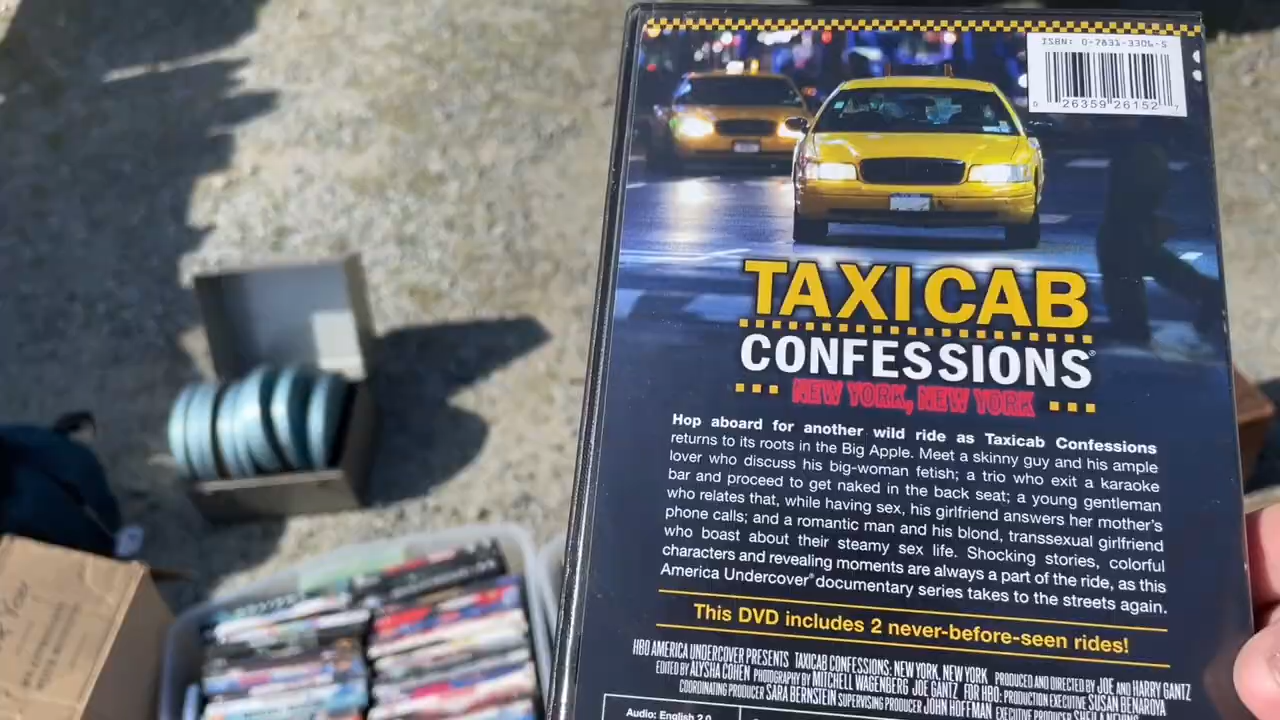 ISBN: 0-7831-3306-5
0 26359 26152 7
TAXICAB
CONFESSIONS®
NEW YORK, NEW YORK
Hop aboard for another wild ride as Taxicab Confessions
returns to its roots in the Big Apple. Meet a skinny guy and his ample
lover who discuss his big-woman fetish; a trio who exit a karaoke
bar and proceed to get naked in the back seat; a young gentleman
who relates that, while having sex, his girlfriend answers her mother's
phone calls; and a romantic man and his blond, transsexual girlfriend
who boast about their steamy sex life. Shocking stories, colorful
characters and revealing moments are always a part of the ride, as this
America Undercover® documentary series takes to the streets again.
This DVD includes 2 never-before-seen rides!
HBO AMERICA UNDERCOVER PRESENTS TAXICAB CONFESSIONS: NEW YORK, NEW YORK PRODUCED AND DIRECTED BY JOE AND HARRY GANTZ
EDITED BY ALYSHA COHEN PHOTOGRAPHY BY MITCHELL WAGENBERG JOE GANTZ FOR HBO: PRODUCTION EXECUTIVE SUSAN BENAROYA
COORDINATING PRODUCER SARA BERNSTEIN SUPERVISING PRODUCER JOHN HOFFMAN EXECUTIVE PRODUCER SHEILA NEVINS
Audio: English 2.0